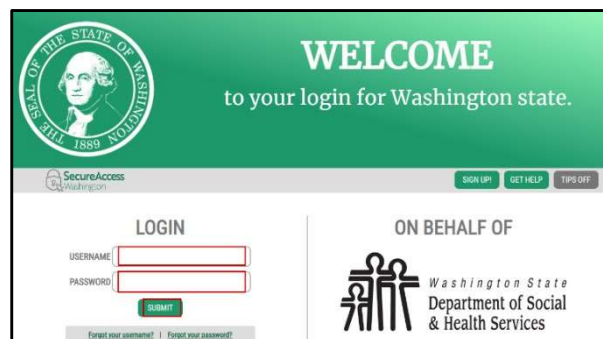 THE SEAL OF THE STATE OF WASHINGTON
1889
WELCOME
to your login for Washington state.
SecureAccess
Washington
SIGN UP!
GET HELP
TIPS OFF
LOGIN
USERNAME
PASSWORD
SUBMIT
Forgot your username? | Forgot your password?
ON BEHALF OF
Washington State
Department of Social
& Health Services